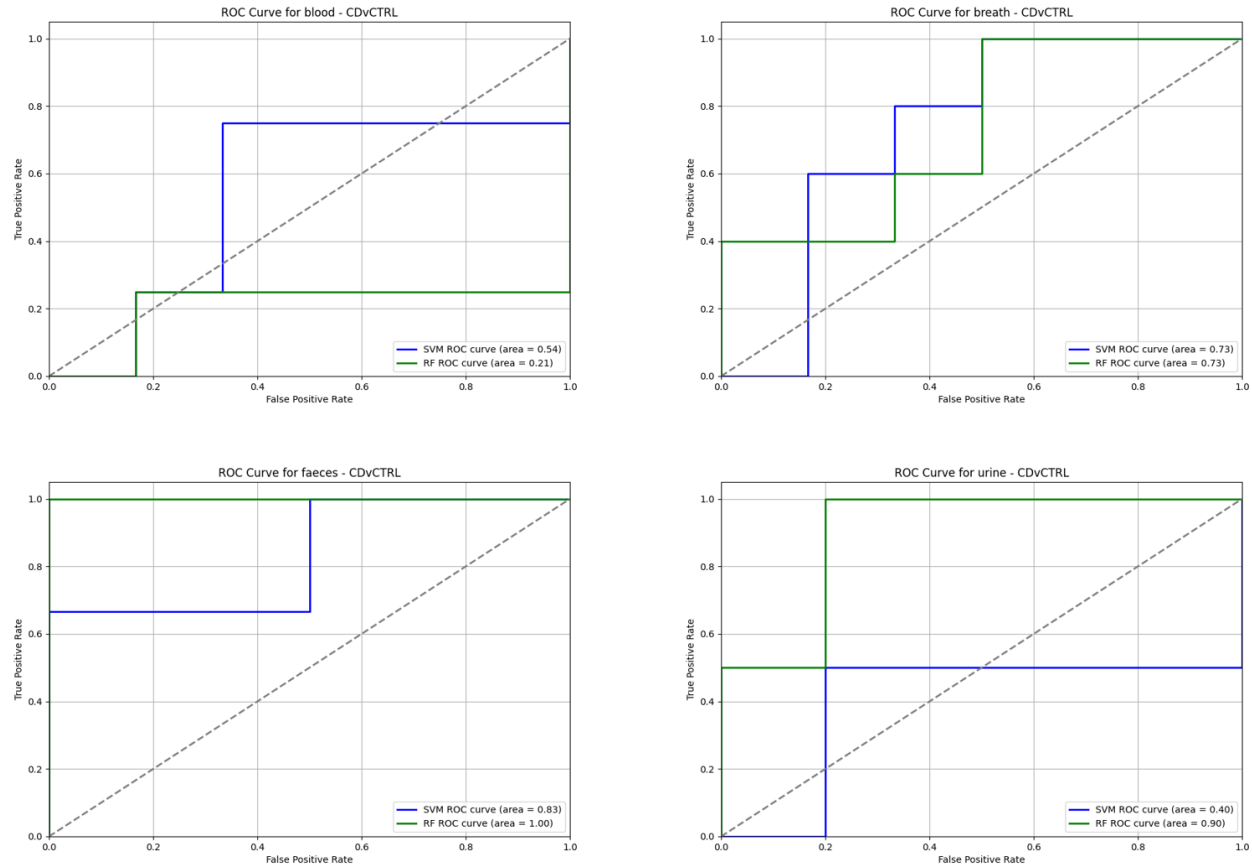 ROC Curve for blood - CDvCTRL
True Positive Rate
1.0
0.8
0.6
0.4
0.2
0.0
SVM ROC curve (area = 0.54)
RF ROC curve (area = 0.21)
0.0 0.2 0.4 0.6 0.8 1.0
False Positive Rate
ROC Curve for breath - CDvCTRL
True Positive Rate
1.0
0.8
0.6
0.4
0.2
0.0
SVM ROC curve (area = 0.73)
RF ROC curve (area = 0.73)
0.0 0.2 0.4 0.6 0.8 1.0
False Positive Rate
ROC Curve for faeces - CDvCTRL
True Positive Rate
1.0
0.8
0.6
0.4
0.2
0.0
SVM ROC curve (area = 0.83)
RF ROC curve (area = 1.00)
0.0 0.2 0.4 0.6 0.8 1.0
False Positive Rate
ROC Curve for urine - CDvCTRL
True Positive Rate
1.0
0.8
0.6
0.4
0.2
0.0
SVM ROC curve (area = 0.40)
RF ROC curve (area = 0.90)
0.0 0.2 0.4 0.6 0.8 1.0
False Positive Rate